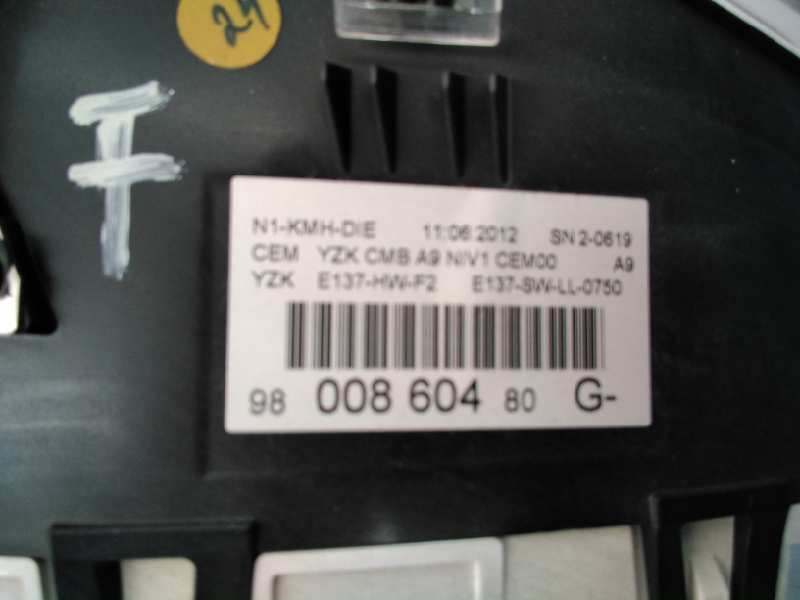 24
F
N1-KMH-DIE 11:06:2012 SN 2-0619
CEM YZK CMB A9 NIV1 CEM00 A9
YZK E137-HW-F2 E137-SW-LL-0750
98 008 604 80 G-